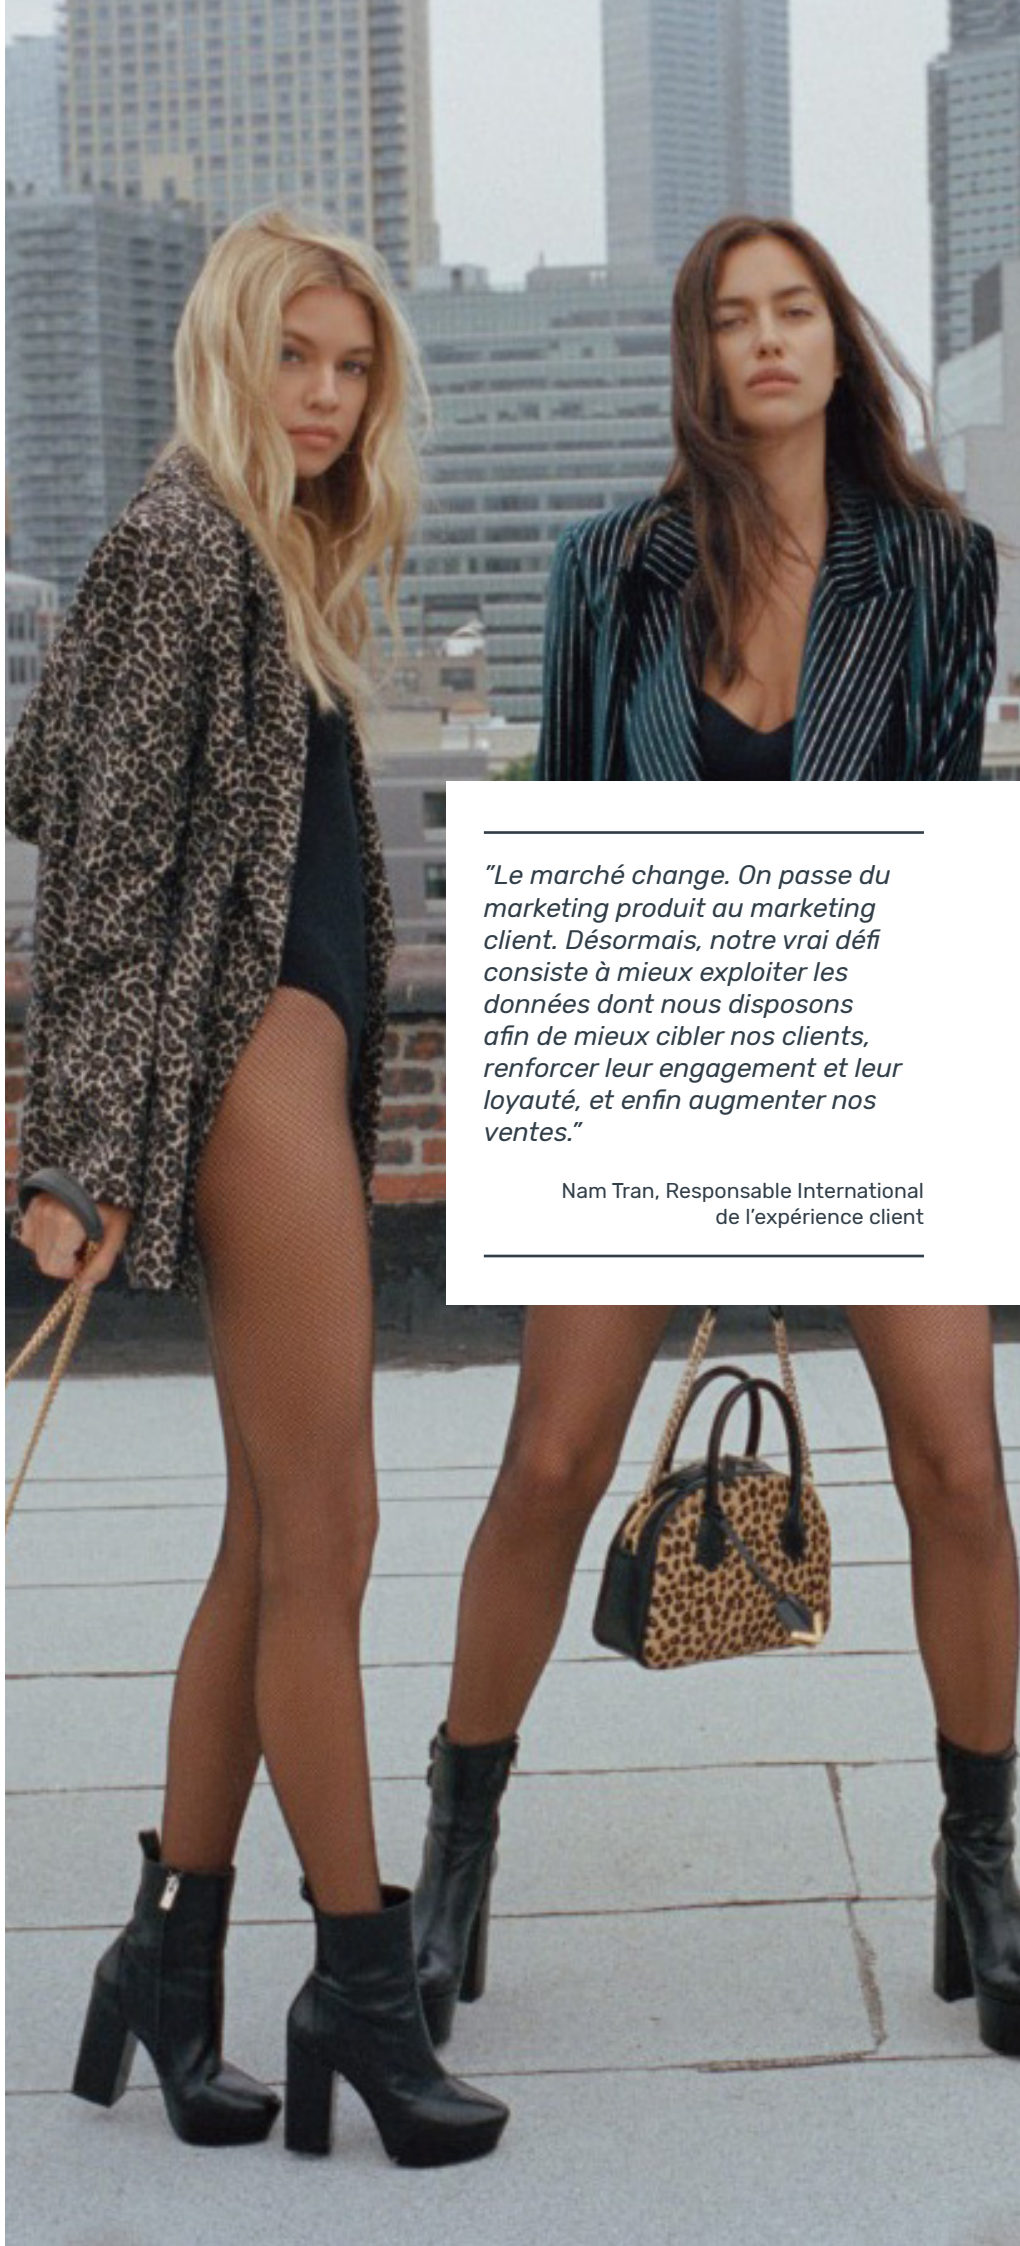 ”Le marché change. On passe du
marketing produit au marketing
client. Désormais, notre vrai défi
consiste à mieux exploiter les
données dont nous disposons
afin de mieux cibler nos clients,
renforcer leur engagement et leur
loyauté, et enfin augmenter nos
ventes.”
Nam Tran, Responsable International
de l’expérience client